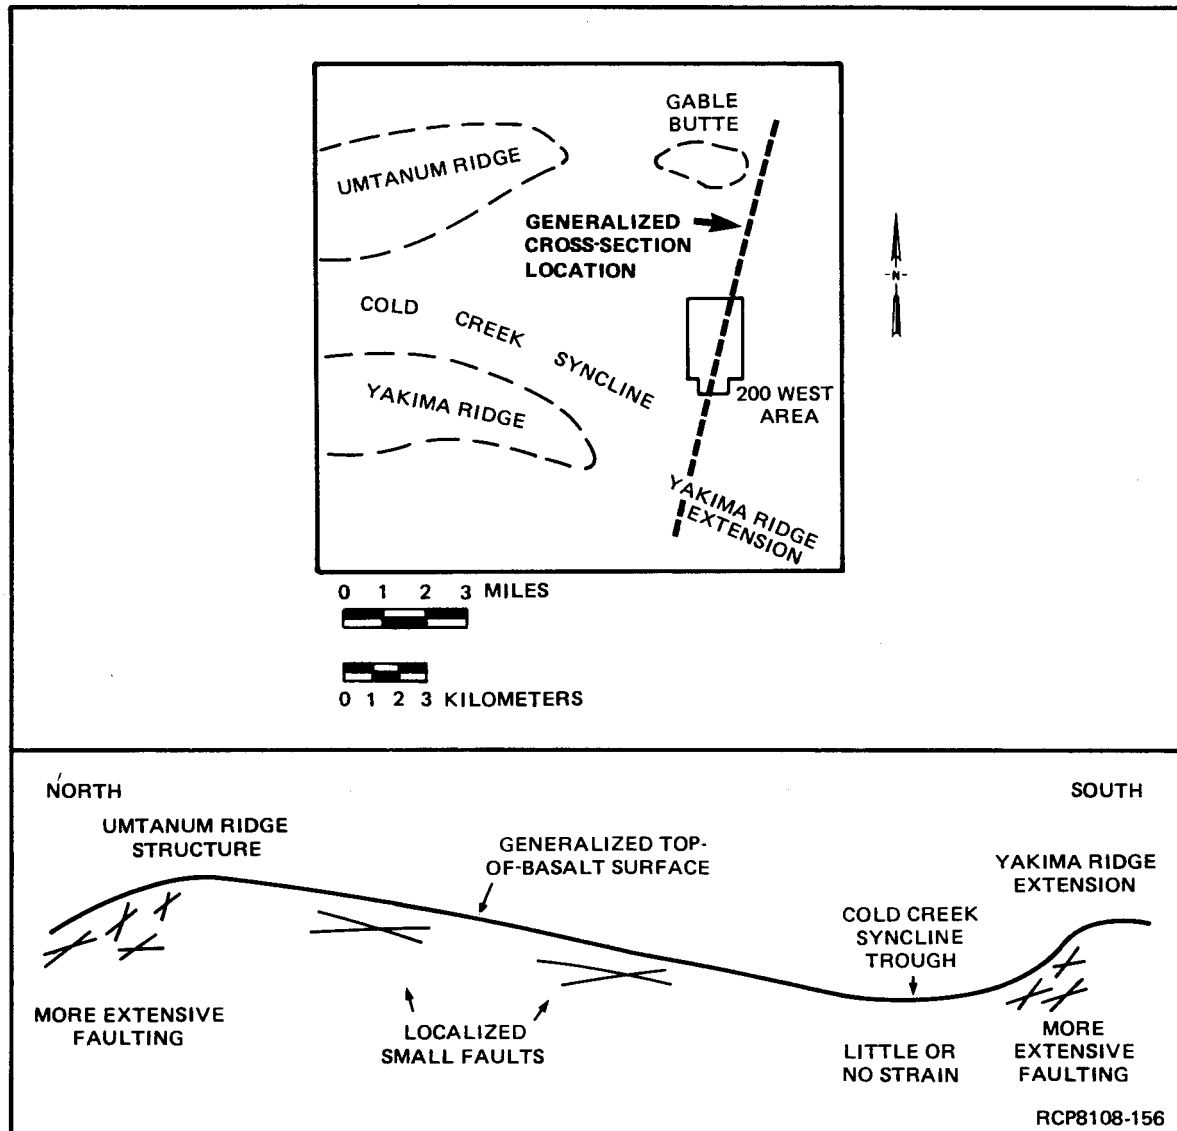 GABLE
BUTTE
UMTANUM RIDGE
GENERALIZED
CROSS-SECTION
LOCATION
-N-
COLD CREEK SYNCLINE
YAKIMA RIDGE
200 WEST
AREA
YAKIMA RIDGE
EXTENSION
0 1 2 3 MILES
0 1 2 3 KILOMETERS
NORTH
SOUTH
UMTANUM RIDGE
STRUCTURE
GENERALIZED TOP-
OF-BASALT SURFACE
YAKIMA RIDGE
EXTENSION
COLD CREEK
SYNCLINE
TROUGH
MORE EXTENSIVE
FAULTING
LOCALIZED
SMALL FAULTS
LITTLE OR
NO STRAIN
MORE
EXTENSIVE
FAULTING
RCP8108-156